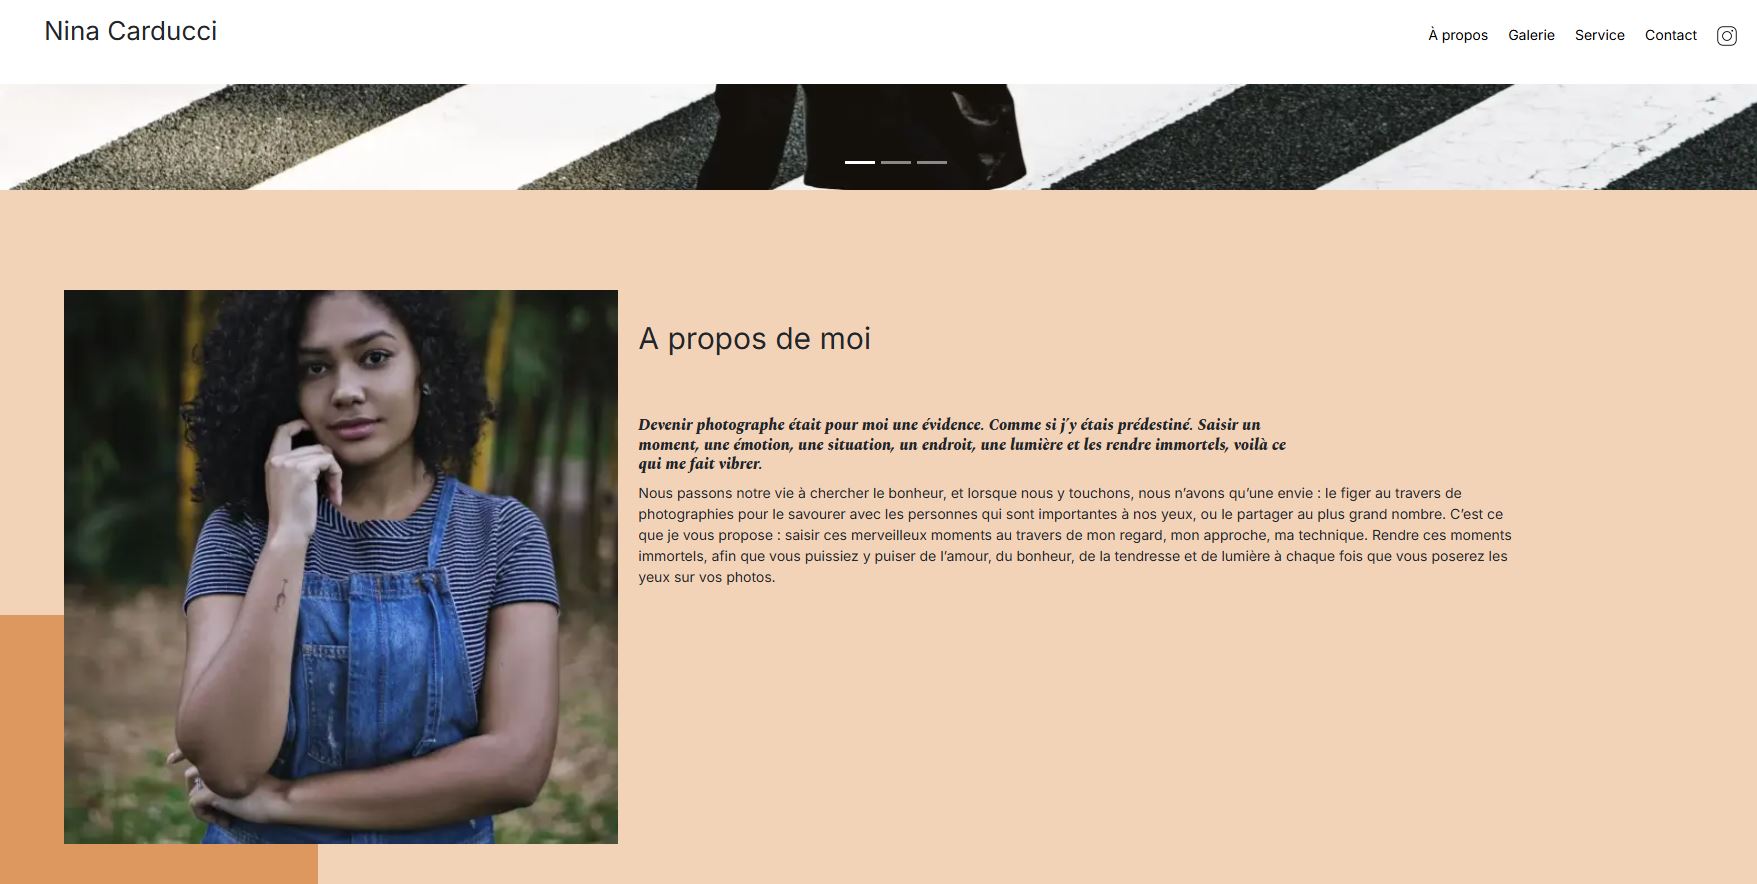 Nina Carducci
À propos
Galerie
Service
Contact
A propos de moi
Devenir photographe était pour moi une évidence. Comme si j’y étais prédestiné. Saisir un
moment, une émotion, une situation, un endroit, une lumière et les rendre immortels, voilà ce
qui me fait vibrer.
Nous passons notre vie à chercher le bonheur, et lorsque nous y touchons, nous n’avons qu’une envie : le figer au travers de
photographies pour le savourer avec les personnes qui sont importantes à nos yeux, ou le partager au plus grand nombre. C’est ce
que je vous propose : saisir ces merveilleux moments au travers de mon regard, mon approche, ma technique. Rendre ces moments
immortels, afin que vous puissiez y puiser de l’amour, du bonheur, de la tendresse et de lumière à chaque fois que vous poserez les
yeux sur vos photos.